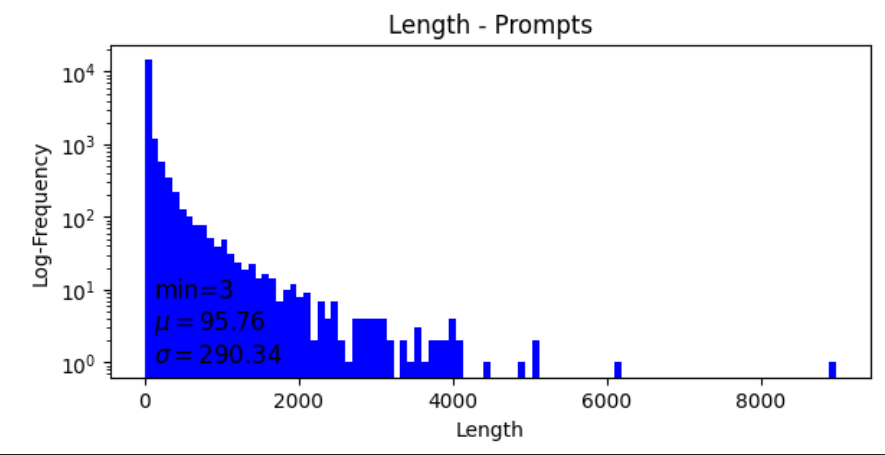 Length - Prompts
Log-Frequency
10⁴
10³
10²
10¹
10⁰
min=3
μ = 95.76
σ = 290.34
0 2000 4000 6000 8000
Length